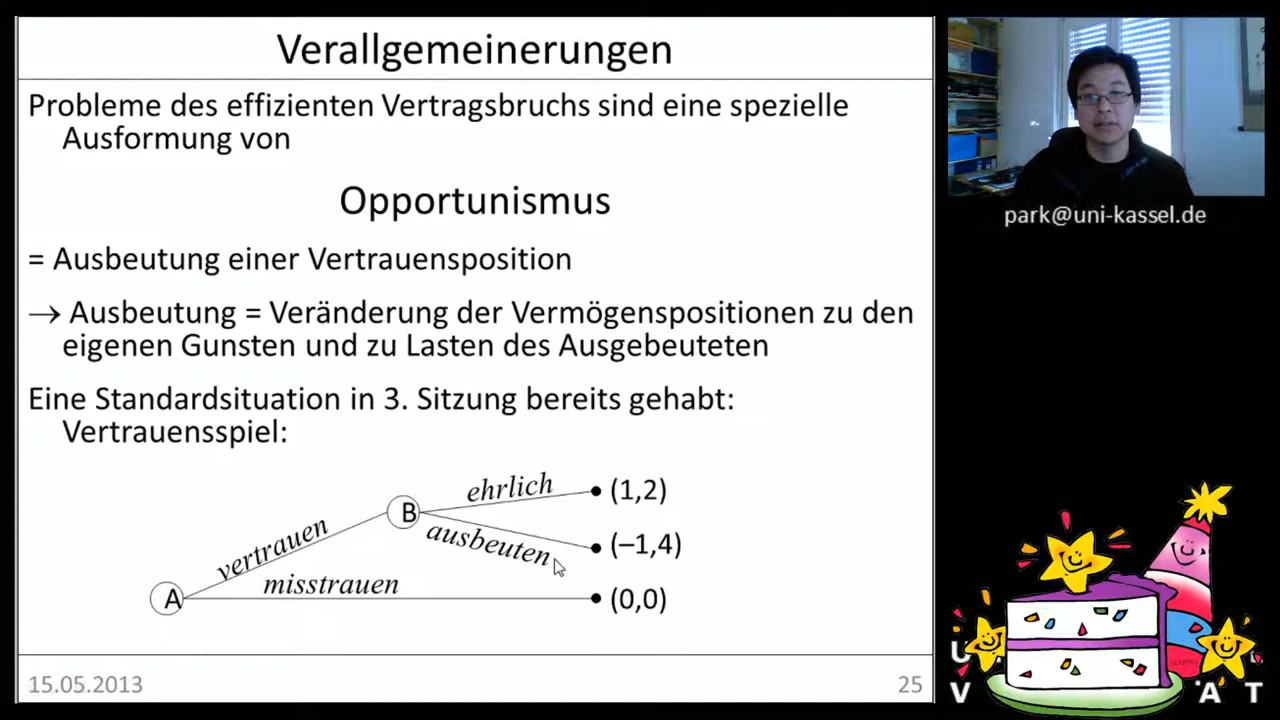 Verallgemeinerungen
Probleme des effizienten Vertragsbruchs sind eine spezielle
Ausformung von
Opportunismus
= Ausbeutung einer Vertrauensposition
→ Ausbeutung = Veränderung der Vermögenspositionen zu den
eigenen Gunsten und zu Lasten des Ausgebeuteten
Eine Standardsituation in 3. Sitzung bereits gehabt:
Vertrauensspiel:
ehrlich
(1,2)
B
ausbeuten
(–1,4)
vertrauen
A
misstrauen
(0,0)
15.05.2013
25
park@uni-kassel.de
U
V A T